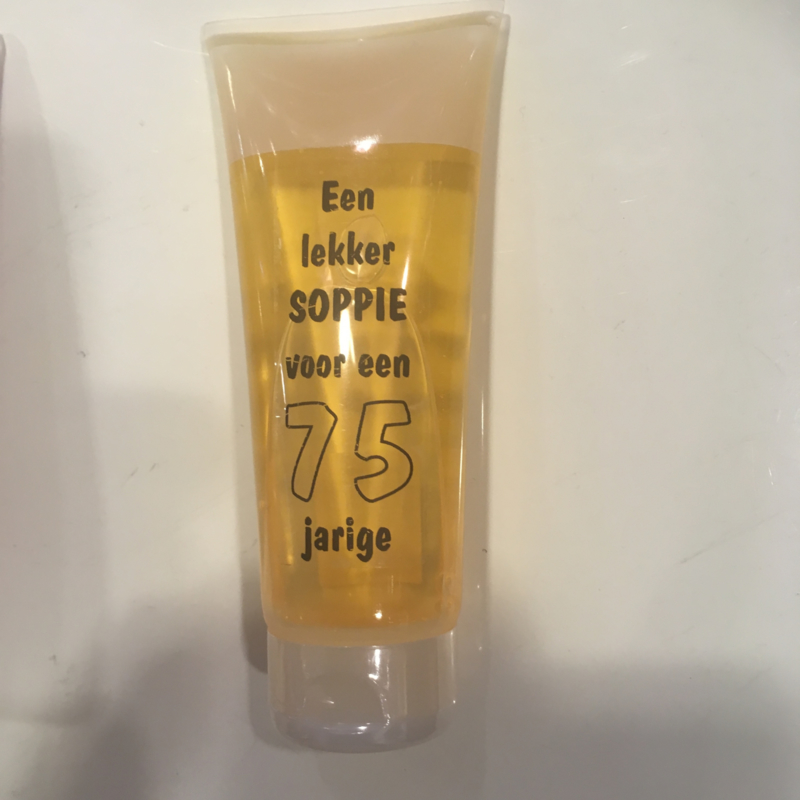 Een
lekker
SOPPIE
voor een
75
jarige